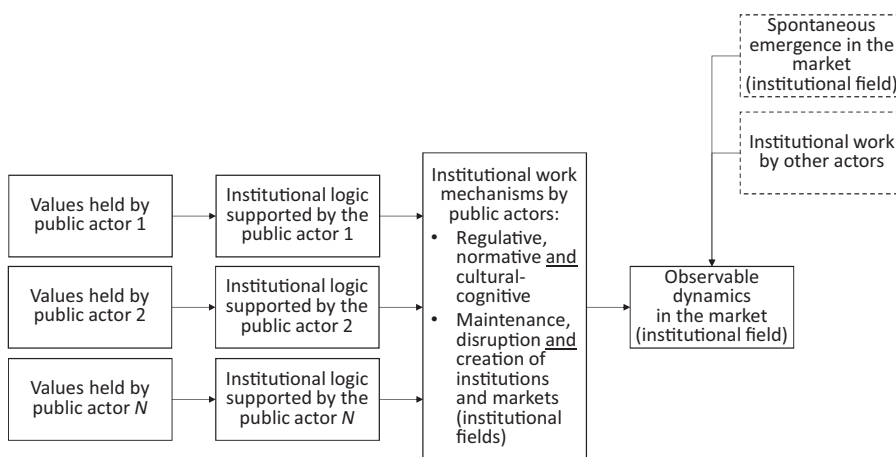 Spontaneous
emergence in the
market
(institutional field)
Institutional work
by other actors
Values held by
public actor 1
Institutional logic
supported by the
public actor 1
Values held by
public actor 2
Institutional logic
supported by the
public actor 2
Values held by
public actor N
Institutional logic
supported by the
public actor N
Institutional work
mechanisms by
public actors:
• Regulative,
normative and
cultural-
cognitive
• Maintenance,
disruption and
creation of
institutions
and markets
(institutional
fields)
Observable
dynamics
in the market
(institutional field)